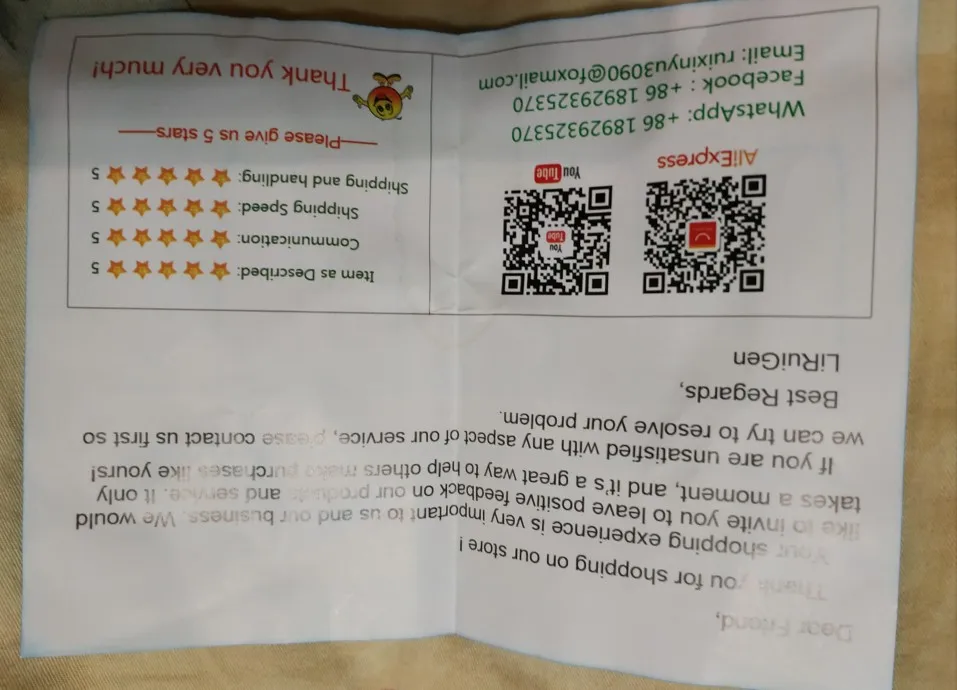 Dear Friend,
Thank you for shopping on our store !
Your shopping experience is very important to us and our business. We would
like to invite you to leave positive feedback on our products and service. It only
takes a moment, and it's a great way to help others make purchases like yours!
If you are unsatisfied with any aspect of our service, please contact us first so
we can try to resolve your problem.
Best Regards,
LiRuiGen
Item as Described: 5
Communication: 5
Shipping Speed: 5
Shipping and handling: 5
Please give us 5 stars
Thank you very much!
You Tube
You Tube
AliExpress
WhatsApp: +86 18929325370
Facebook : +86 18929325370
Email: ruixinyu3090@foxmail.com